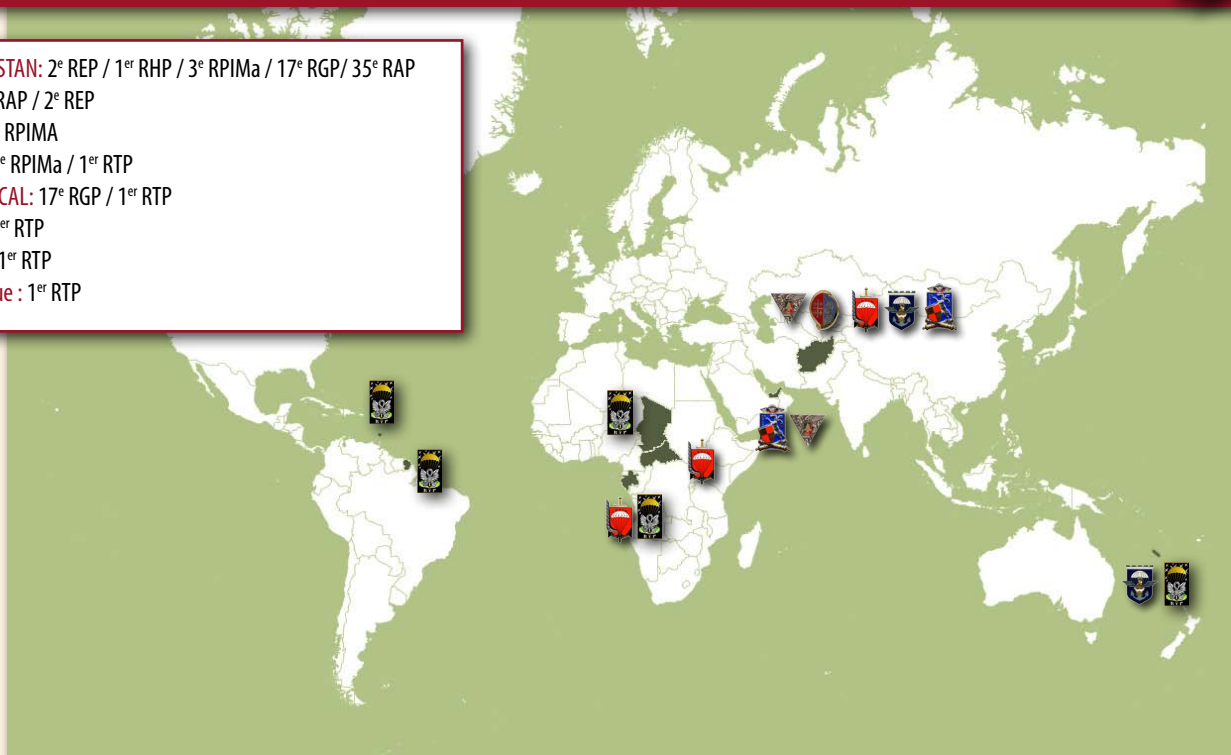 STAN: 2e REP / 1er RHP / 3e RPIMa / 17e RGP/ 35e RAP
RAP / 2e REP
RPIMA
e RPIMa / 1er RTP
CAL: 17e RGP / 1er RTP
er RTP
1er RTP
ue : 1er RTP